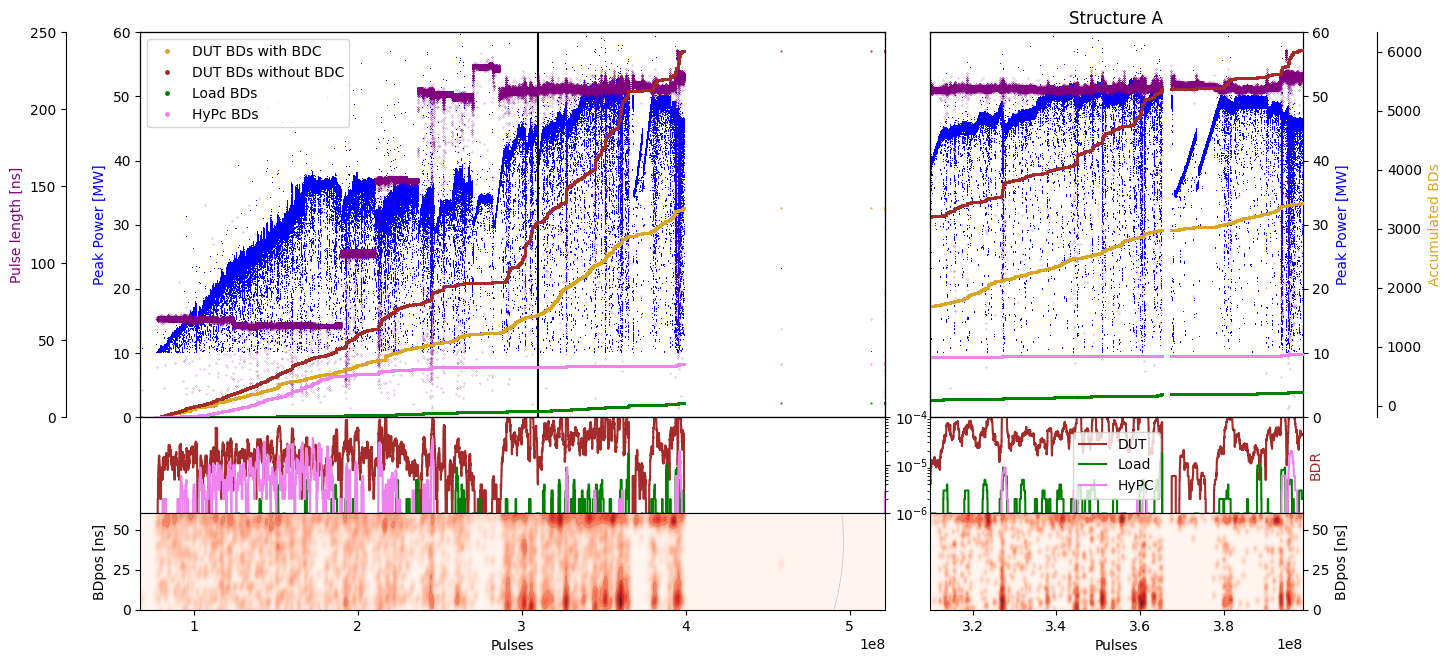 Structure A
250
200
150
100
50
0
Pulse length [ns]
60
50
40
30
20
10
0
Peak Power [MW]
DUT BDs with BDC
DUT BDs without BDC
Load BDs
HyPc BDs
60
50
40
30
20
10
0
Peak Power [MW]
6000
5000
4000
3000
2000
1000
0
Accumulated BDs
10⁻⁴
10⁻⁵
10⁻⁶
DUT
Load
HyPC
BDR
50
25
0
BDpos [ns]
50
25
0
BDpos [ns]
1 2 3 4 5
1e8
Pulses
3.2 3.4 3.6 3.8
1e8
Pulses